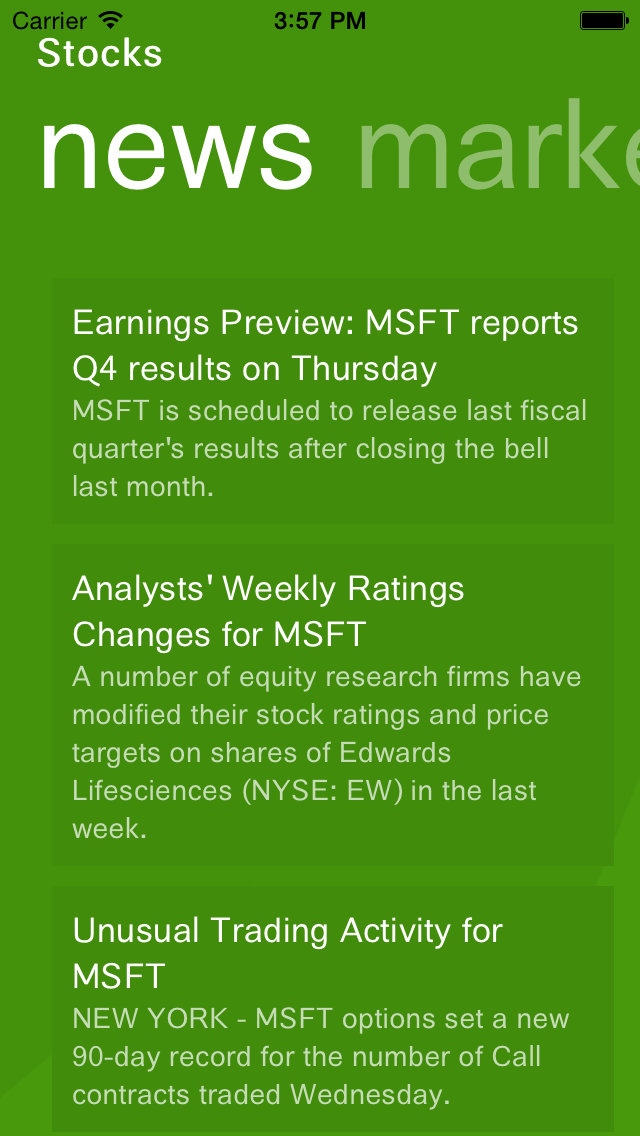 Carrier 3:57 PM
Stocks
news marke
Earnings Preview: MSFT reports
Q4 results on Thursday
MSFT is scheduled to release last fiscal
quarter's results after closing the bell
last month.
Analysts' Weekly Ratings
Changes for MSFT
A number of equity research firms have
modified their stock ratings and price
targets on shares of Edwards
Lifesciences (NYSE: EW) in the last
week.
Unusual Trading Activity for
MSFT
NEW YORK - MSFT options set a new
90-day record for the number of Call
contracts traded Wednesday.